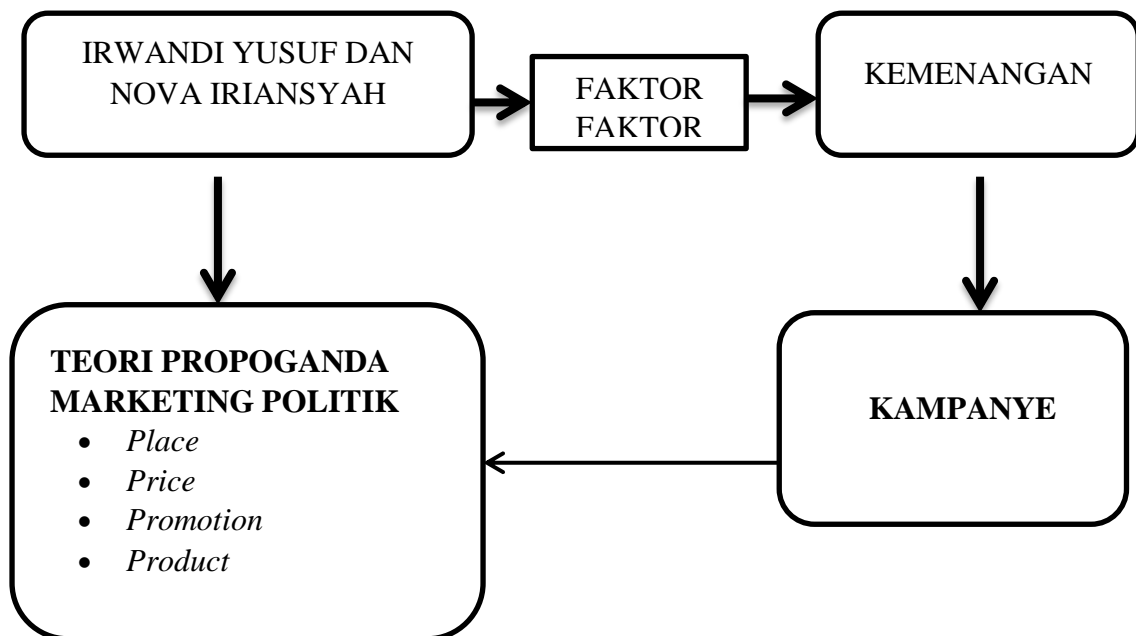 IRWANDI YUSUF DAN
NOVA IRIANSYAH
FAKTOR
FAKTOR
KEMENANGAN
TEORI PROPOGANDA
MARKETING POLITIK
• Place
• Price
• Promotion
• Product
KAMPANYE